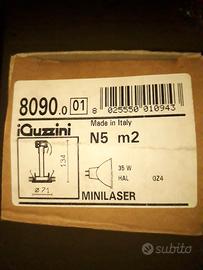 8090.0 01
8 025550 010943
Made in Italy
iGuzzini
N5 m2
134
35 W
HAL
GZ4
ø 71
MINILASER
subito